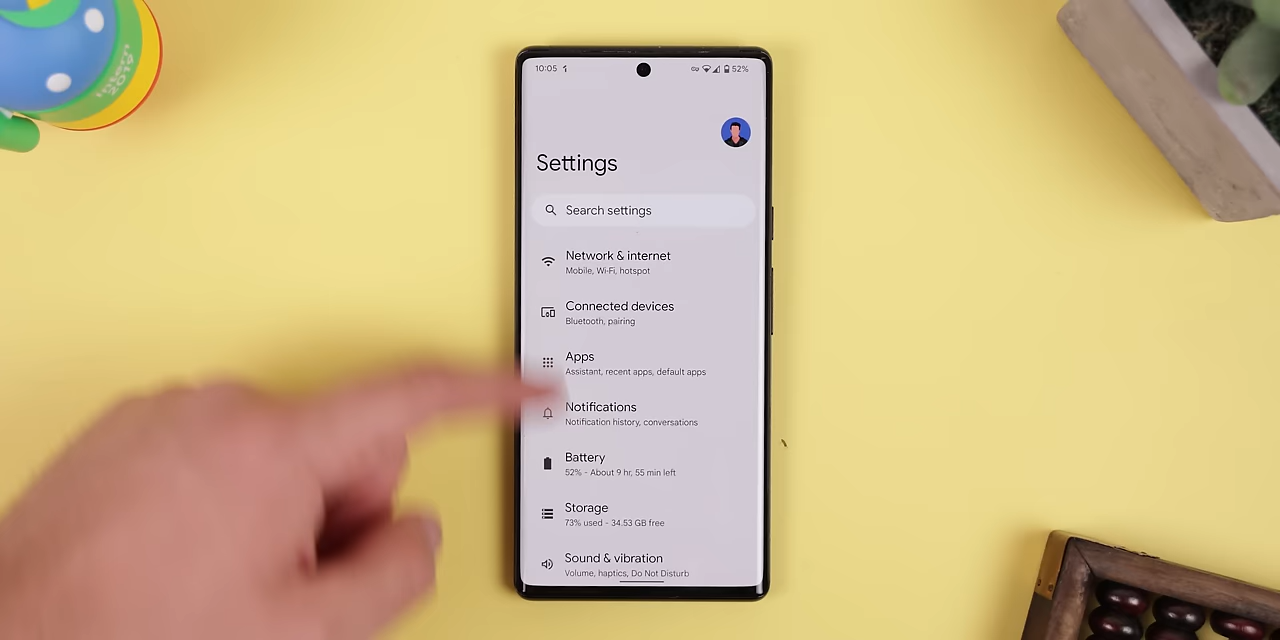 Intern
2019
10:05
52%
Settings
Search settings
Network & internet
Mobile, Wi-Fi, hotspot
Connected devices
Bluetooth, pairing
Apps
Assistant, recent apps, default apps
Notifications
Notification history, conversations
Battery
52% - About 9 hr, 55 min left
Storage
73% used - 34.53 GB free
Sound & vibration
Volume, haptics, Do Not Disturb